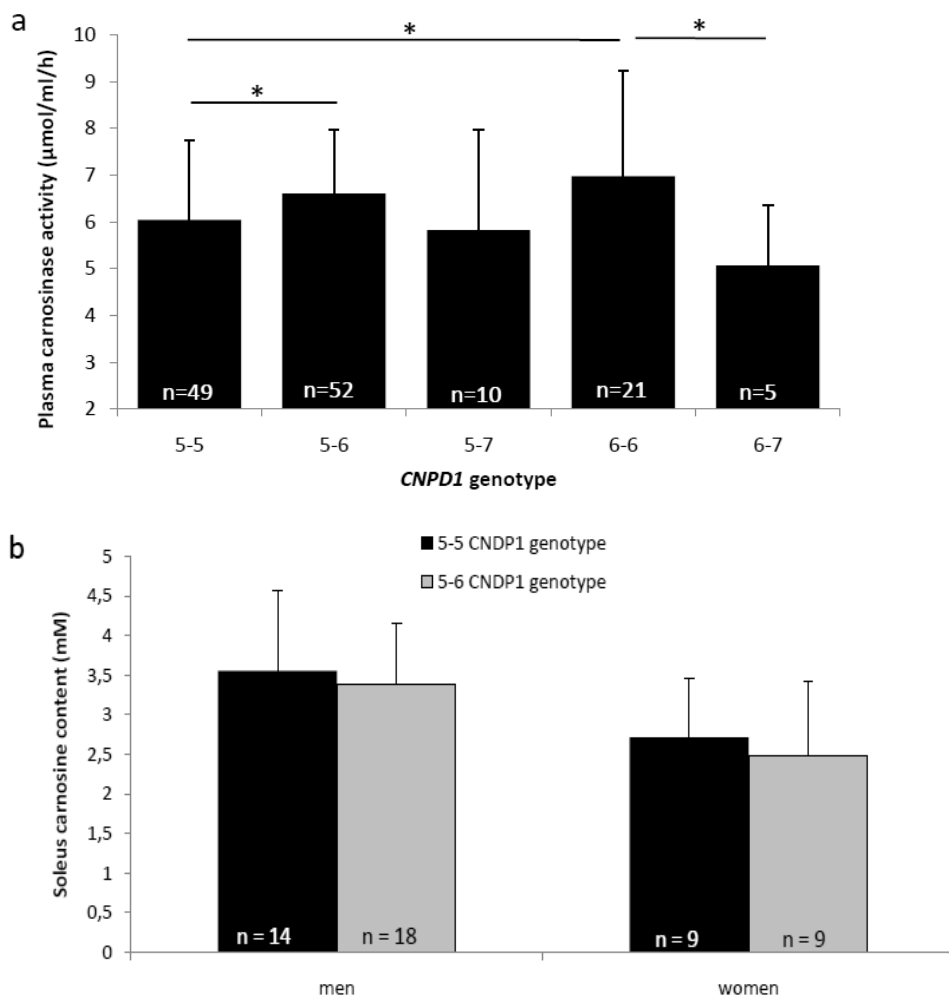 a
Plasma carnosinase activity (µmol/ml/h)
10
9
8
7
6
5
4
3
2
*
*
*
n=49
n=52
n=10
n=21
n=5
5-5
5-6
5-7
6-6
6-7
CNPD1 genotype
b
5-5 CNDP1 genotype
5-6 CNDP1 genotype
Soleus carnosine content (mM)
5
4,5
4
3,5
3
2,5
2
1,5
1
0,5
0
n = 14
n = 18
n = 9
n = 9
men
women